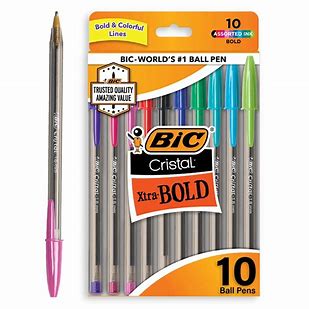 Bold & Colorful
Lines
10
ASSORTED INK
BOLD
BIC-WORLD'S #1 BALL PEN
BIC
TRUSTED QUALITY
AMAZING VALUE
BIC
Cristal
Xtra-BOLD
10
Ball Pens